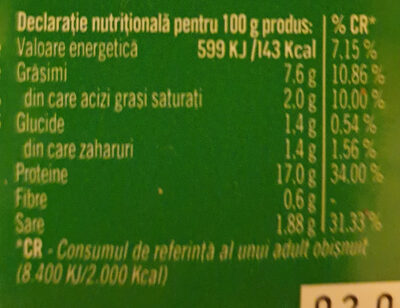 Declarație nutrițională pentru 100 g produs: % CR*
Valoare energetică 599 KJ /143 Kcal 7.15 %
Grăsimi 7.6 g 10.86 %
din care acizi grași saturați 2.0 g 10.00 %
Glucide 1.4 g 0.54 %
din care zaharuri 1.4 g 1.56 %
Proteine 17.0 g 34.00 %
Fibre 0.6 g -
Sare 1.88 g 31.33 %
*CR - Consumul de referință al unui adult obișnuit
(8.400 KJ/2.000 Kcal)